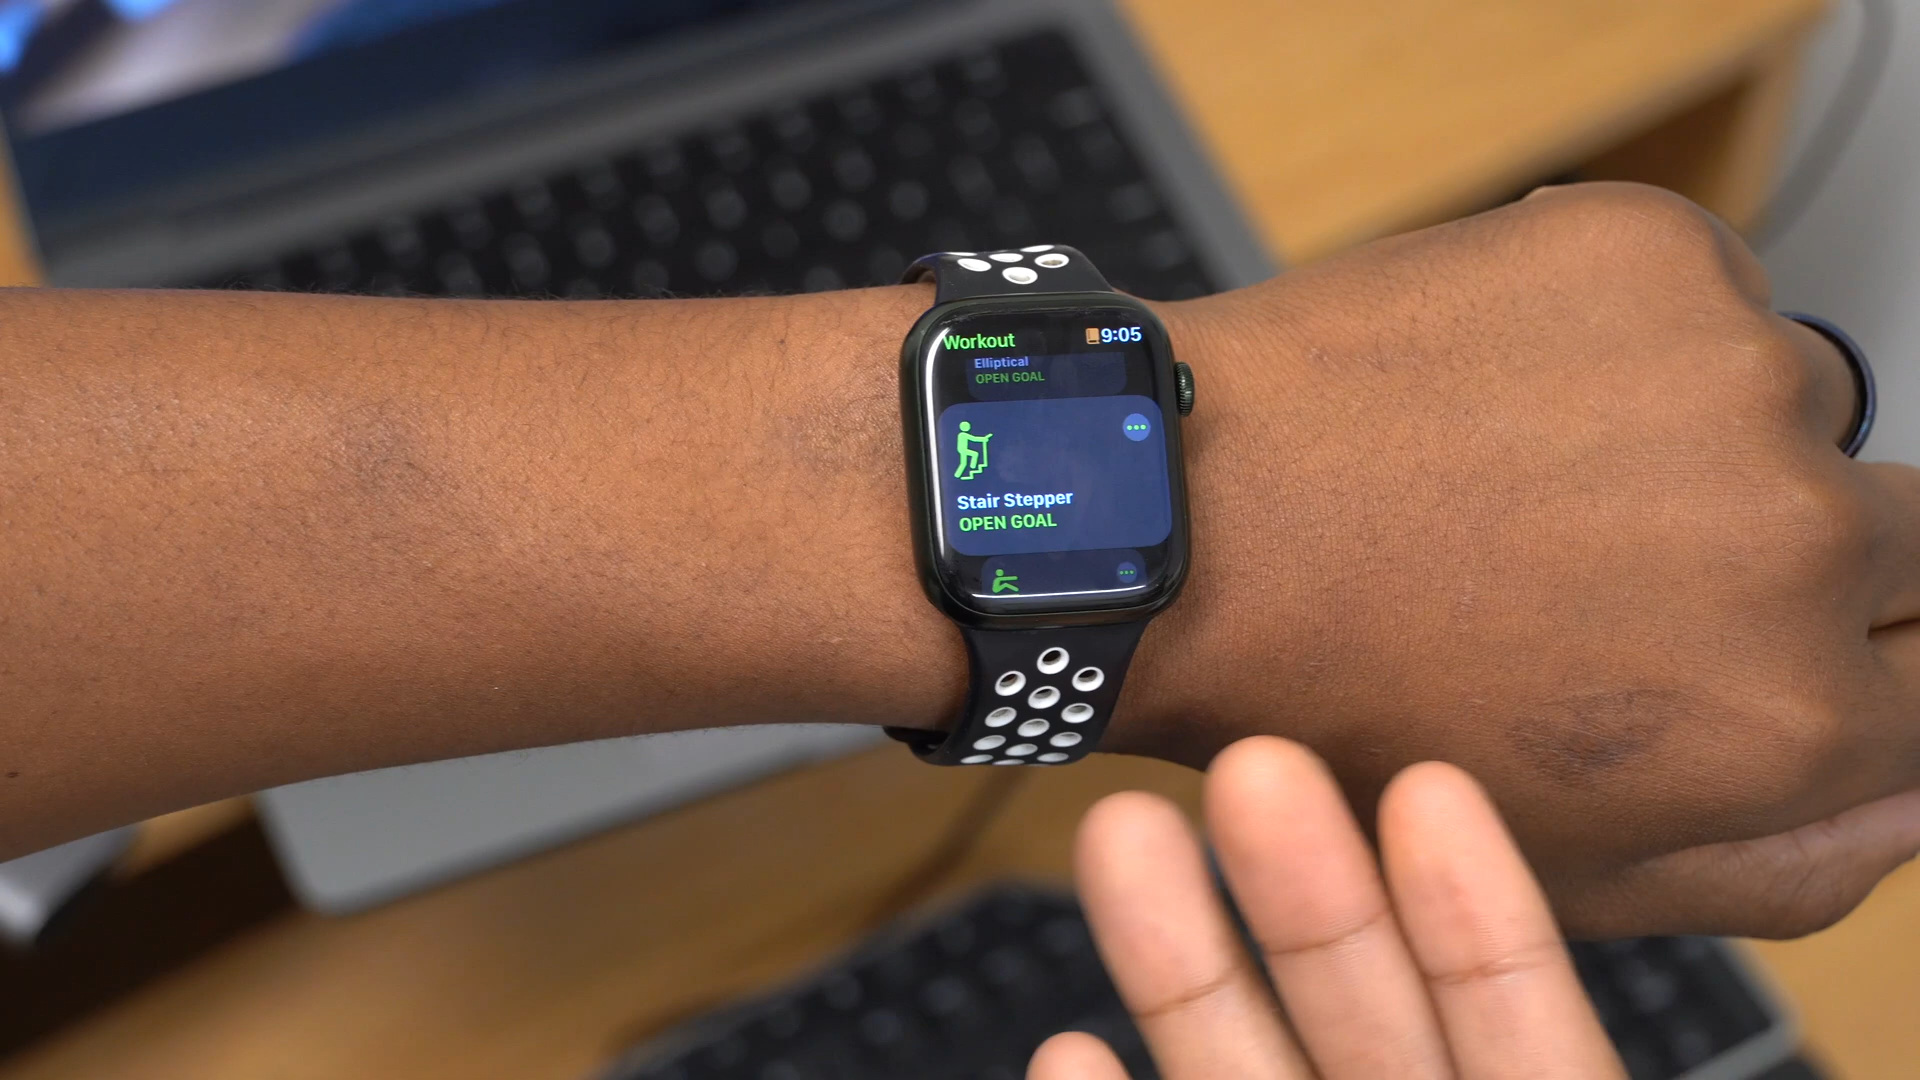 Workout 9:05
Elliptical
OPEN GOAL
Stair Stepper
OPEN GOAL